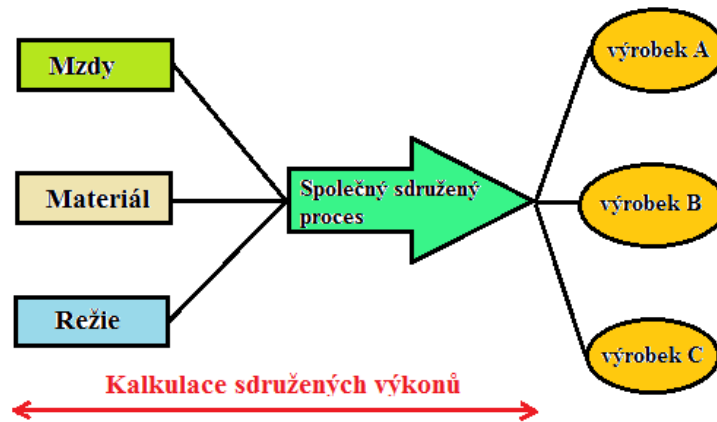 Mzdy
Materiál
Režie
Společný sdružený
proces
výrobek A
výrobek B
výrobek C
Kalkulace sdružených výkonů